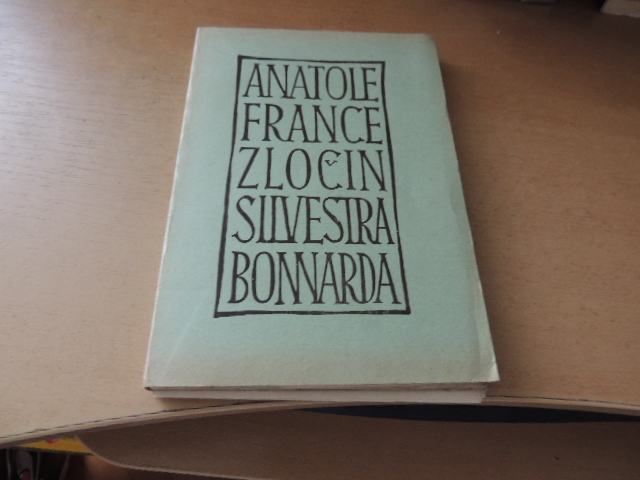 ANATOLE
FRANCE
ZLOČIN
SILVESTRA
BONNARDA